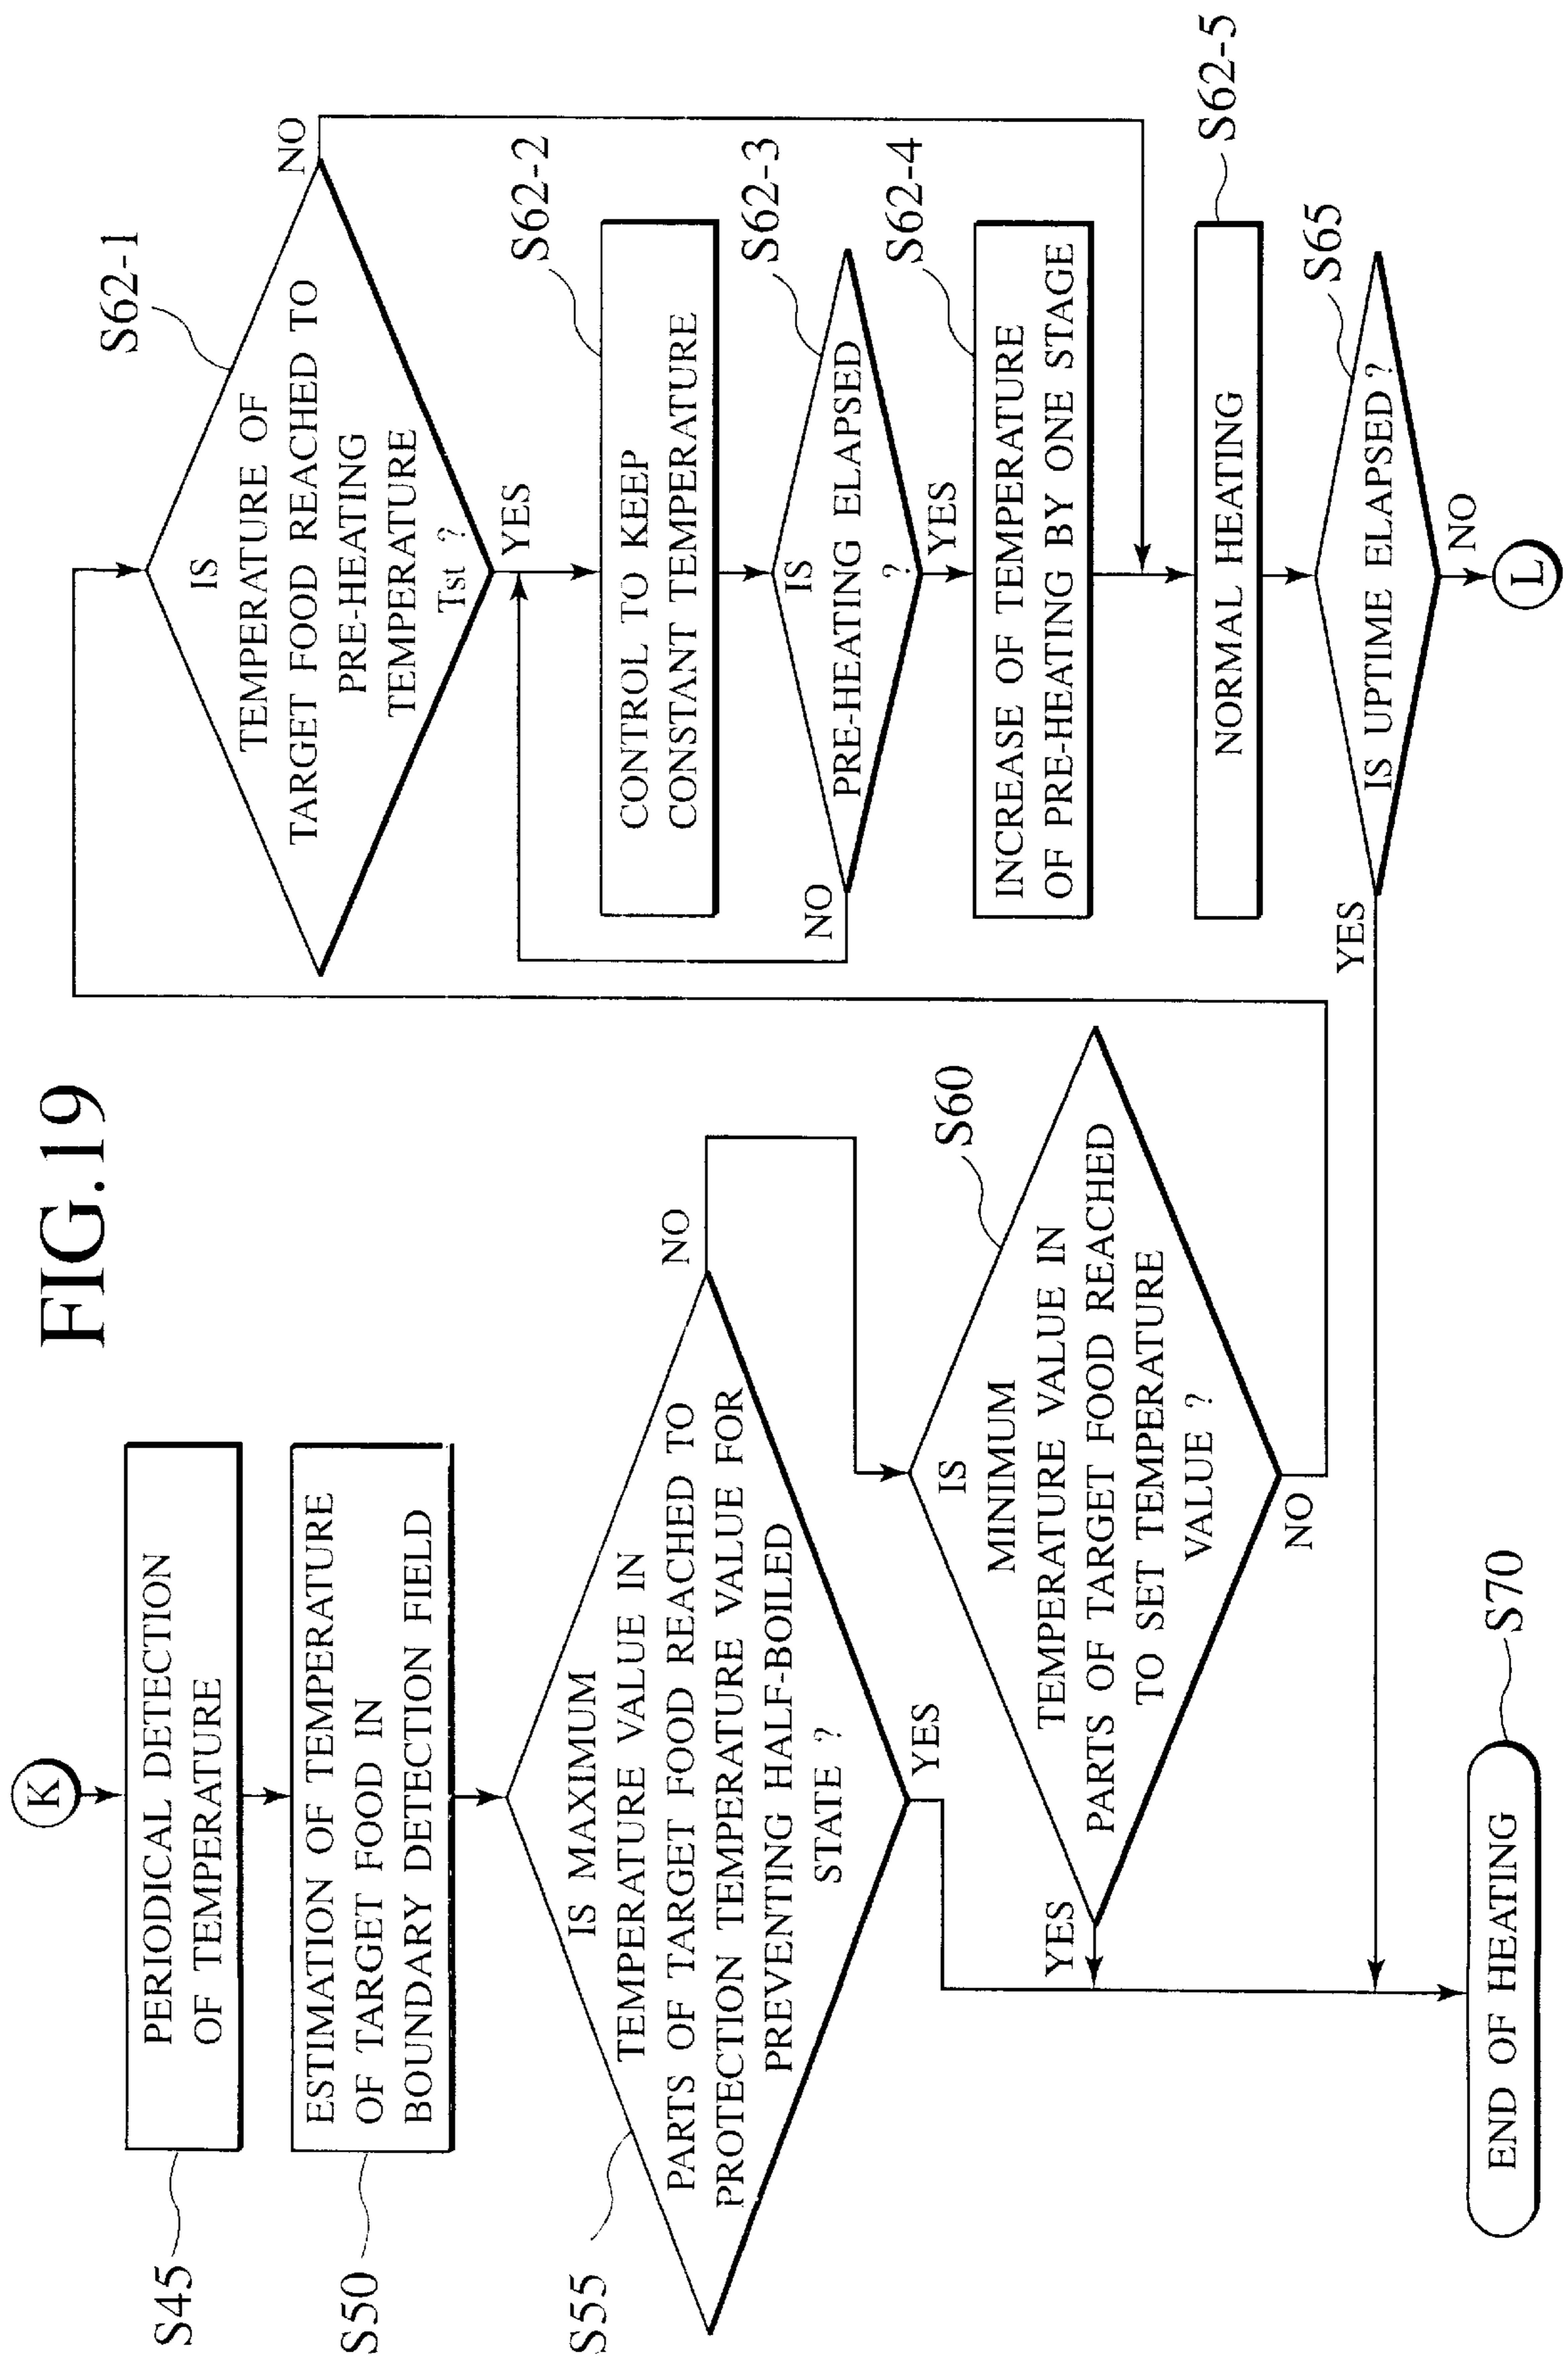 FIG.19
K
S45
PERIODICAL DETECTION
OF TEMPERATURE
S50
ESTIMATION OF TEMPERATURE
OF TARGET FOOD IN
BOUNDARY DETECTION FIELD
S55
IS MAXIMUM
TEMPERATURE VALUE IN
PARTS OF TARGET FOOD REACHED TO
PROTECTION TEMPERATURE VALUE FOR
PREVENTING HALF-BOILED
STATE ?
NO
YES
S60
IS
MINIMUM
TEMPERATURE VALUE IN
PARTS OF TARGET FOOD REACHED
TO SET TEMPERATURE
VALUE ?
YES
NO
END OF HEATING
S70
S62-1
IS
TEMPERATURE OF
TARGET FOOD REACHED TO
PRE-HEATING
TEMPERATURE
Tst ?
NO
YES
S62-2
CONTROL TO KEEP
CONSTANT TEMPERATURE
S62-3
IS
PRE-HEATING ELAPSED
?
NO
YES
S62-4
INCREASE OF TEMPERATURE
OF PRE-HEATING BY ONE STAGE
S62-5
NORMAL HEATING
S65
IS UPTIME ELAPSED ?
YES
NO
L